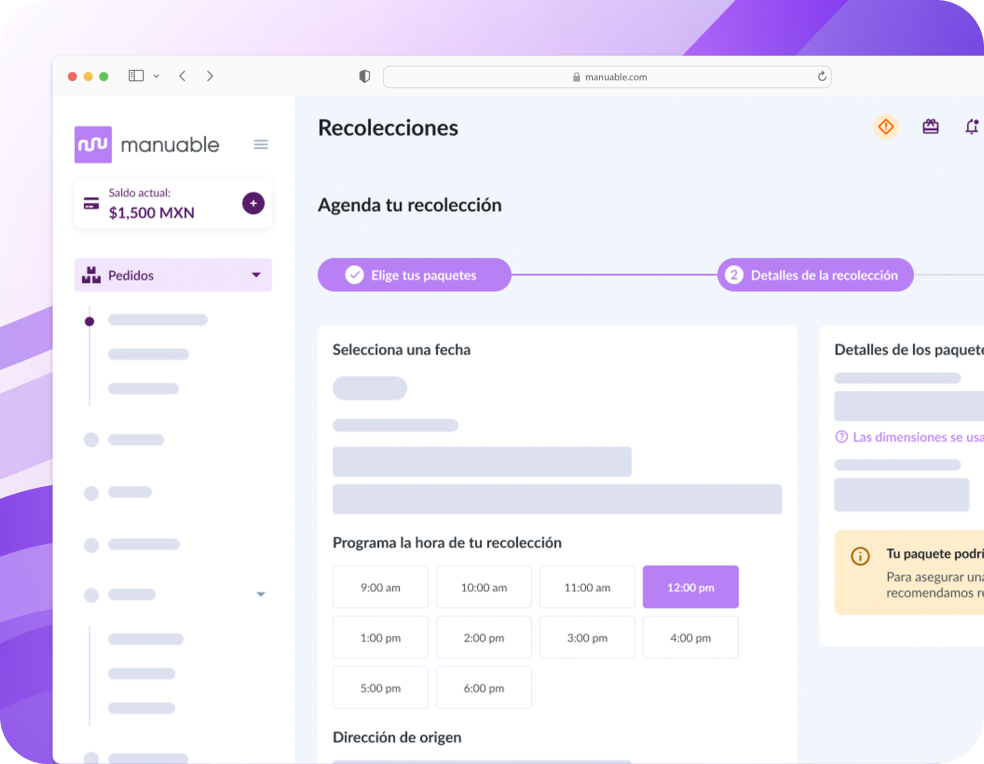 manuable.com
manuable
Saldo actual:
$1,500 MXN
Pedidos
Recolecciones
Agenda tu recolección
Elige tus paquetes
2 Detalles de la recolección
Selecciona una fecha
Programa la hora de tu recolección
9:00 am 10:00 am 11:00 am 12:00 pm
1:00 pm 2:00 pm 3:00 pm 4:00 pm
5:00 pm 6:00 pm
Dirección de origen
Detalles de los paquete
Las dimensiones se usa
Tu paquete podrí
Para asegurar una
recomendamos re